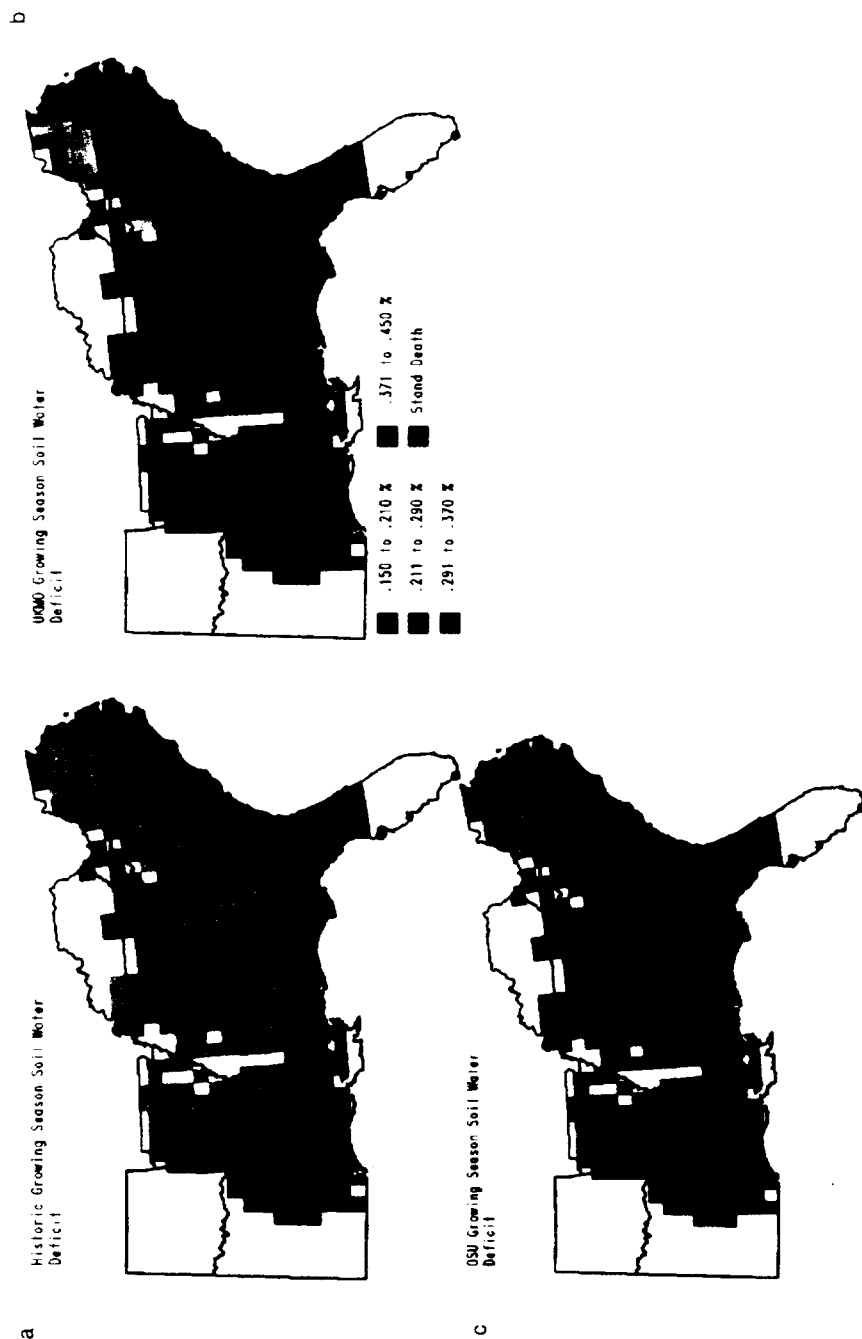 a
Historic Growing Season Soil Water
Deficit
b
UKMO Growing Season Soil Water
Deficit
.150 to .210 %
.211 to .290 %
.291 to .370 %
.371 to .450 %
Stand Death
c
OSU Growing Season Soil Water
Deficit